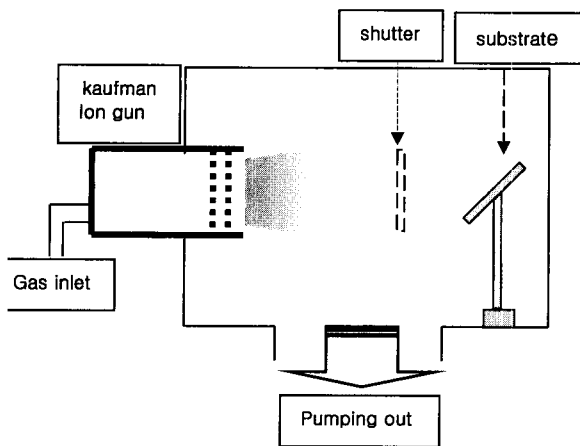 shutter
substrate
kaufman
Ion gun
Gas inlet
Pumping out